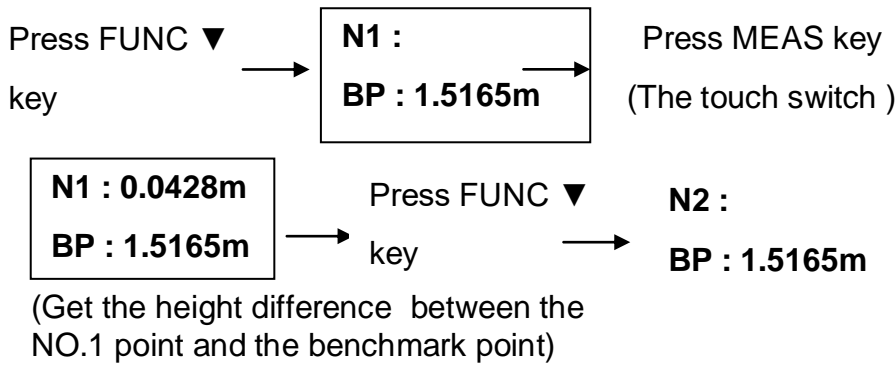 Press FUNC ▼
key
N1 :
BP : 1.5165m
Press MEAS key
(The touch switch )
N1 : 0.0428m
BP : 1.5165m
Press FUNC ▼
key
N2 :
BP : 1.5165m
(Get the height difference between the
NO.1 point and the benchmark point)